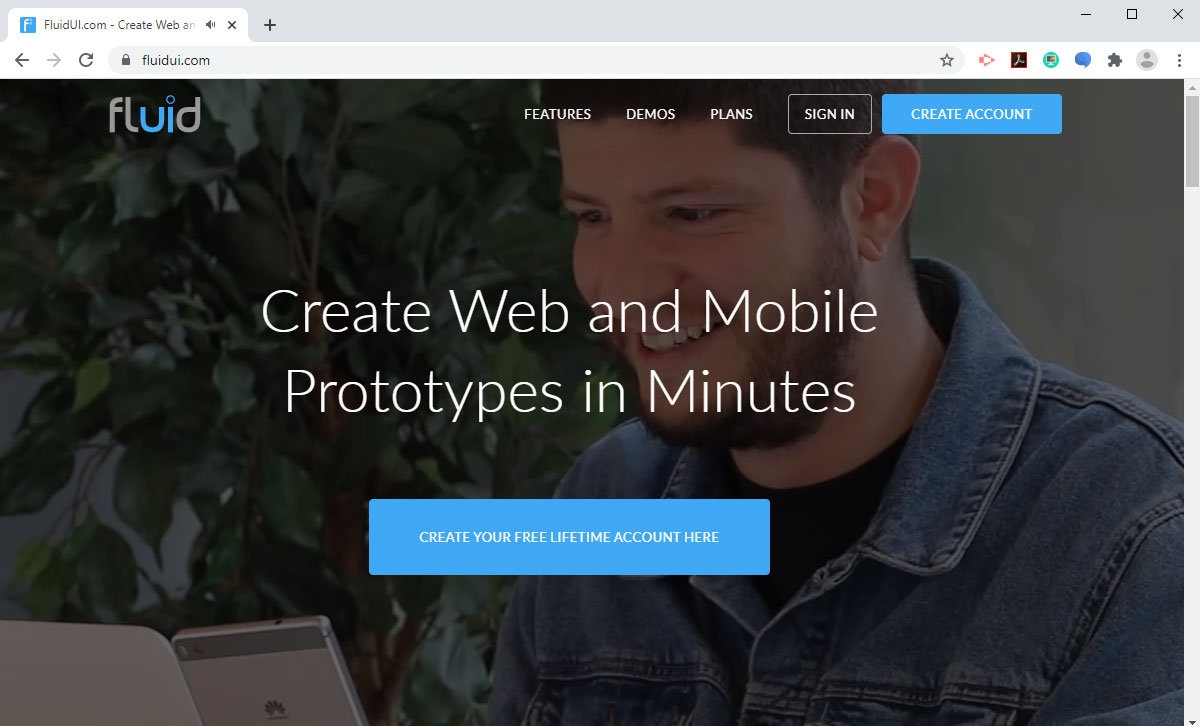 FluidUI.com - Create Web an
fluidui.com
fluid
FEATURES
DEMOS
PLANS
SIGN IN
CREATE ACCOUNT
Create Web and Mobile
Prototypes in Minutes
CREATE YOUR FREE LIFETIME ACCOUNT HERE